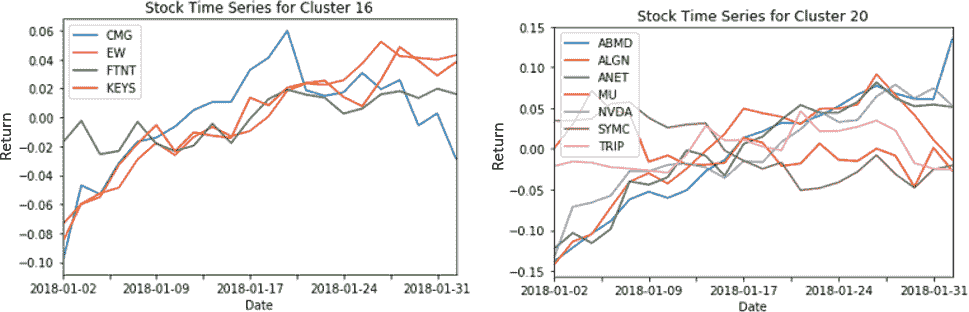 Stock Time Series for Cluster 16
CMG
EW
FTNT
KEYS
0.06
0.04
0.02
0.00
−0.02
−0.04
−0.06
−0.08
−0.10
Return
2018-01-02 2018-01-09 2018-01-17 2018-01-24 2018-01-31
Date
Stock Time Series for Cluster 20
ABMD
ALGN
ANET
MU
NVDA
SYMC
TRIP
0.15
0.10
0.05
0.00
−0.05
−0.10
−0.15
Return
2018-01-02 2018-01-09 2018-01-17 2018-01-24 2018-01-31
Date